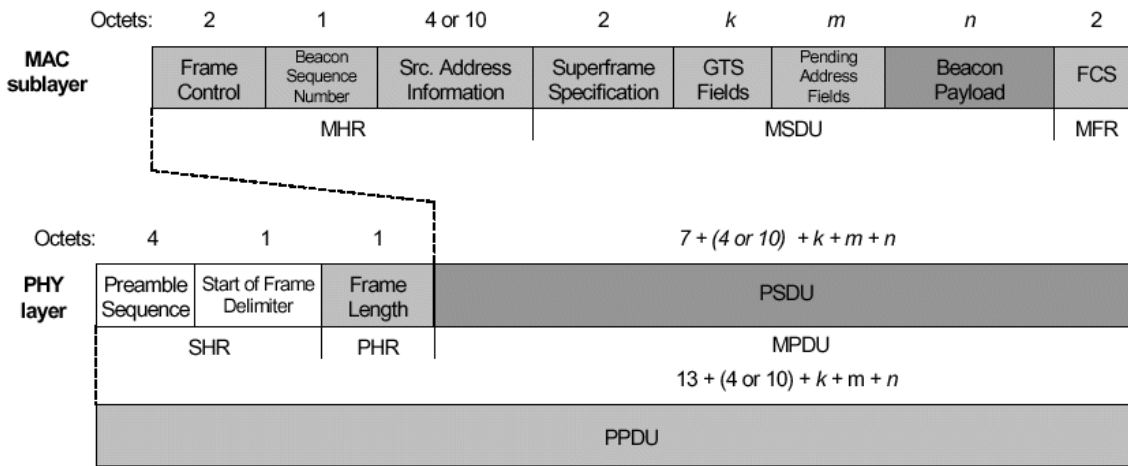 Octets: 2 1 4 or 10 2 k m n 2
MAC sublayer
Frame Control
Beacon Sequence Number
Src. Address Information
Superframe Specification
GTS Fields
Pending Address Fields
Beacon Payload
FCS
MHR MSDU MFR
Octets: 4 1 1 7 + (4 or 10) + k + m + n
PHY layer
Preamble Sequence
Start of Frame Delimiter
Frame Length
PSDU
SHR PHR MPDU
13 + (4 or 10) + k + m + n
PPDU